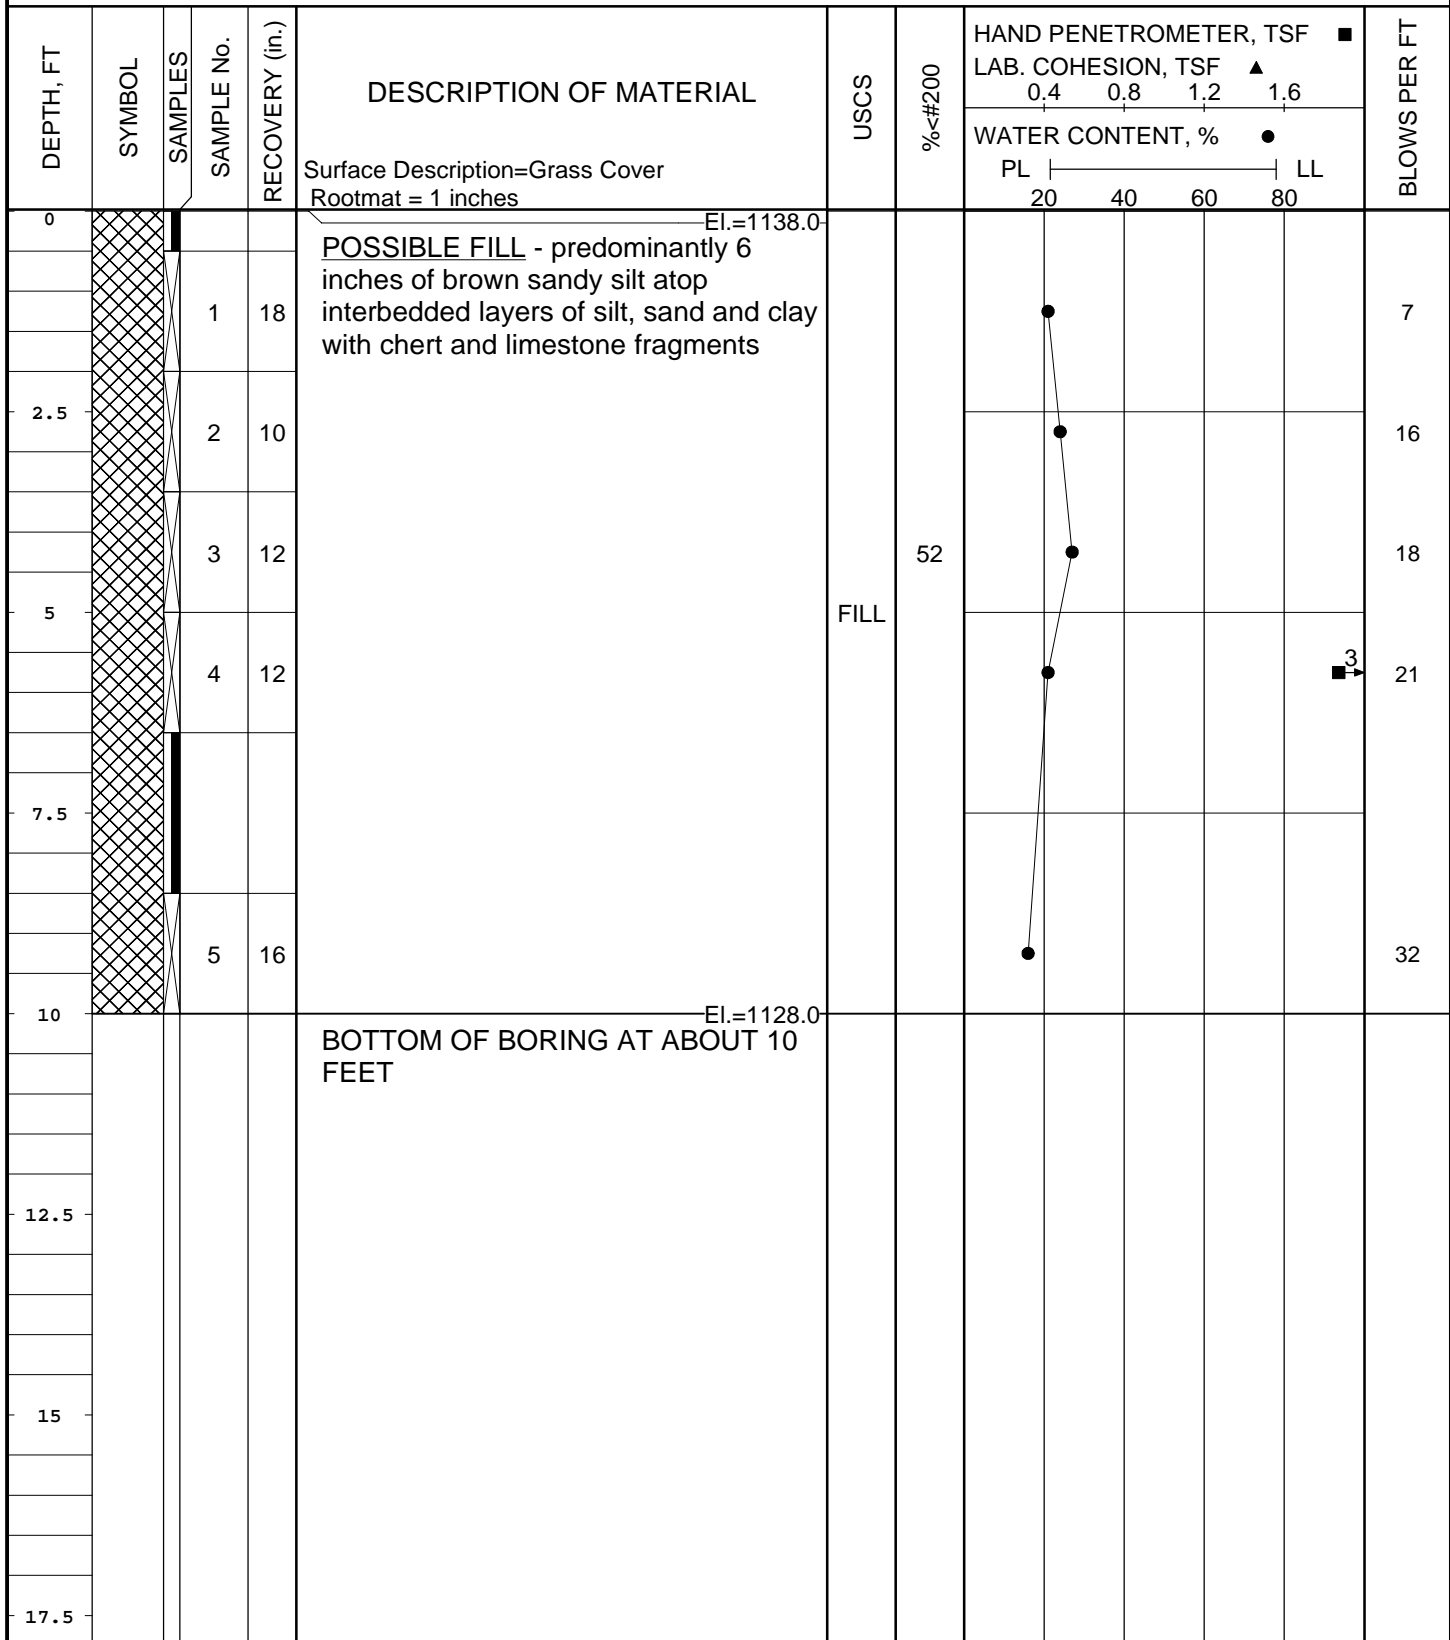 DEPTH, FT
SYMBOL
SAMPLES
SAMPLE No.
RECOVERY (in.)
DESCRIPTION OF MATERIAL
Surface Description=Grass Cover
Rootmat = 1 inches
USCS
%<#200
HAND PENETROMETER, TSF ■
LAB. COHESION, TSF ▲
0.4 0.8 1.2 1.6
WATER CONTENT, % ●
PL LL
20 40 60 80
BLOWS PER FT
0
El.=1138.0
POSSIBLE FILL - predominantly 6
inches of brown sandy silt atop
interbedded layers of silt, sand and clay
with chert and limestone fragments
1 18 7
2.5
2 10 16
3 12 52 18
5 FILL
4 12 3 21
7.5
5 16 32
10
El.=1128.0
BOTTOM OF BORING AT ABOUT 10
FEET
12.5
15
17.5